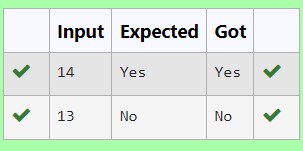 Input Expected Got
14 Yes Yes
13 No No